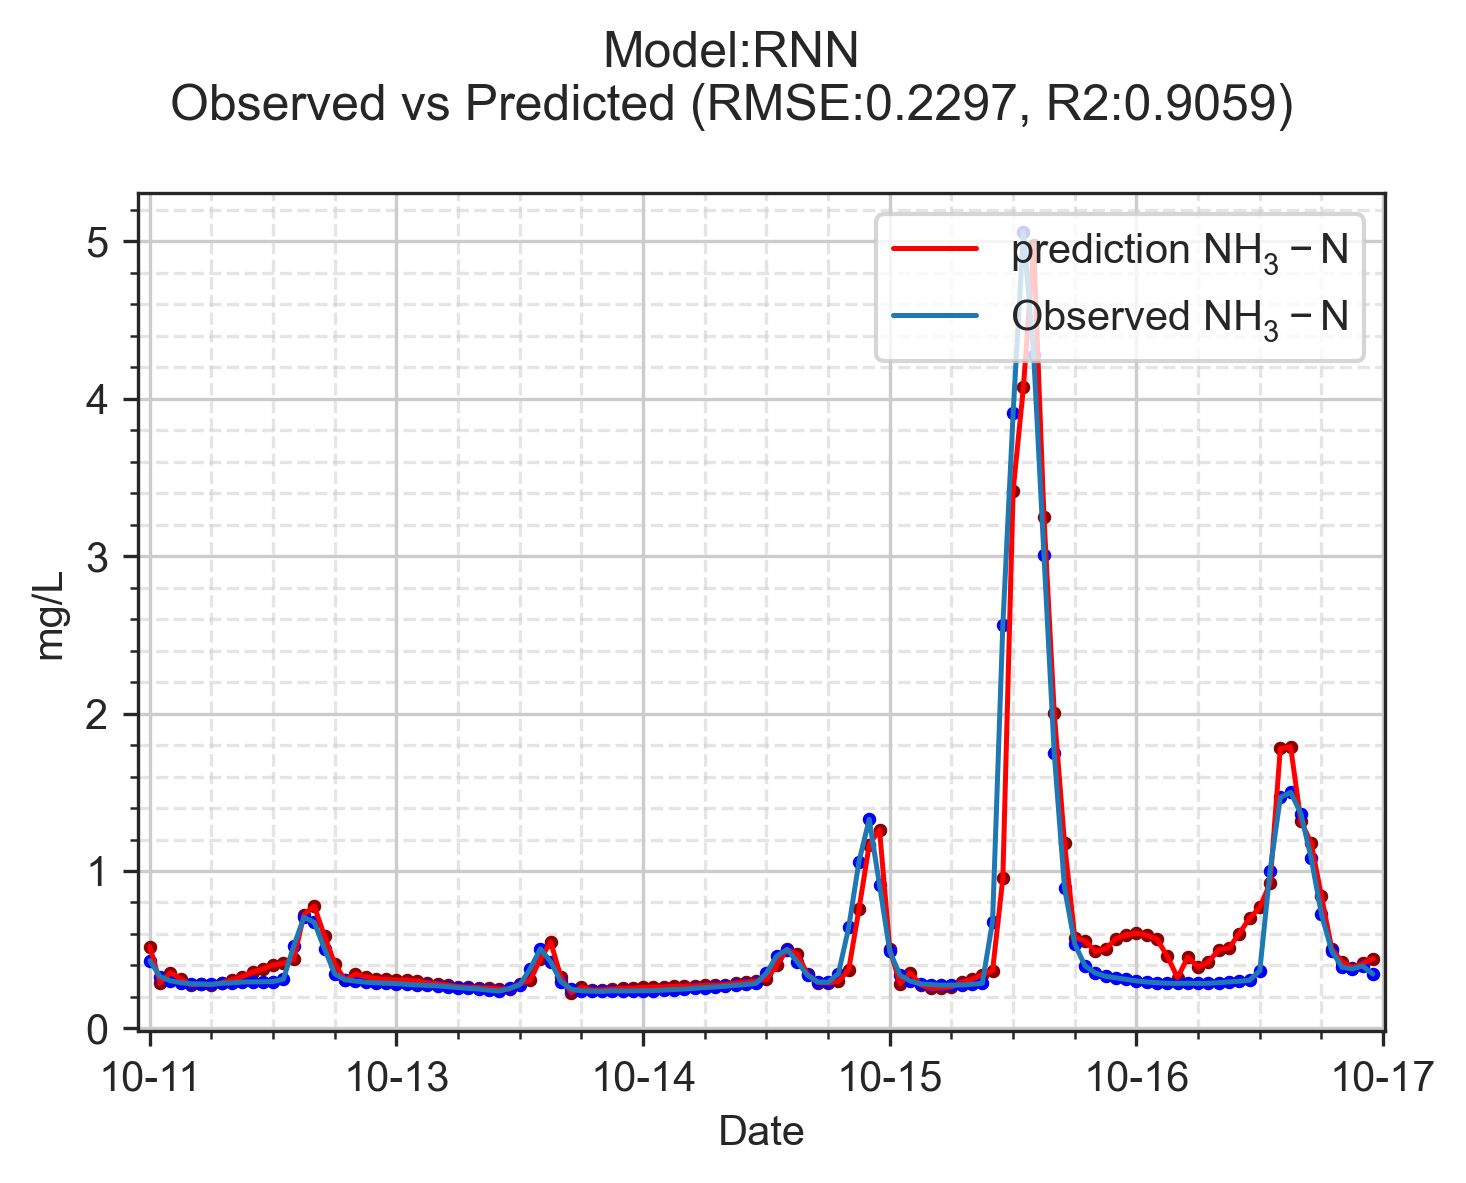 Model:RNN
Observed vs Predicted (RMSE:0.2297, R2:0.9059)
prediction NH₃ − N
Observed NH₃ − N
5
4
3
2
1
0
mg/L
10-11 10-13 10-14 10-15 10-16 10-17
Date